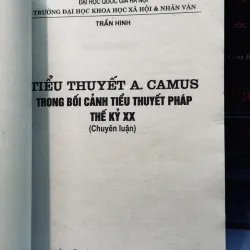 ĐẠI HỌC QUỐC GIA HÀ NỘI
TRƯỜNG ĐẠI HỌC KHOA HỌC XÃ HỘI & NHÂN VĂN
TRẦN HINH
TIỂU THUYẾT A. CAMUS
TRONG BỐI CẢNH TIỂU THUYẾT PHÁP
THẾ KỶ XX
(Chuyên luận)